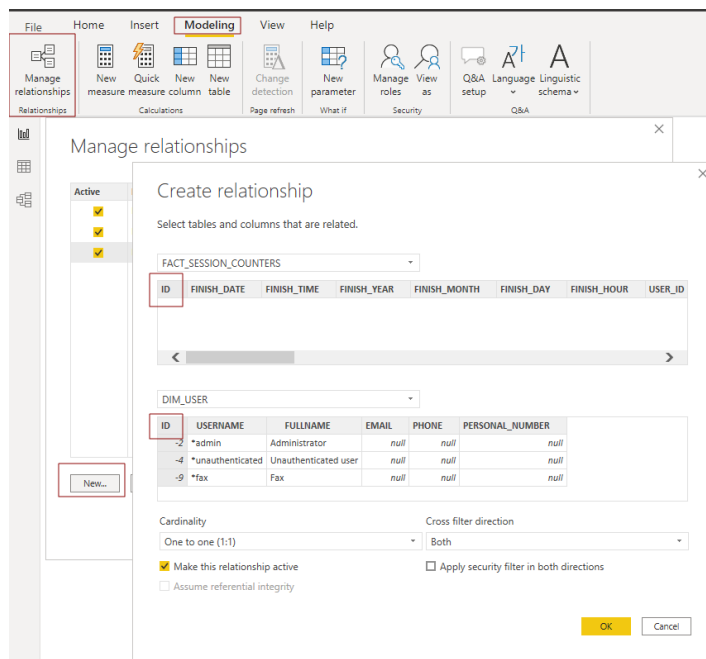 File Home Insert Modeling View Help
Manage relationships
New measure
Quick measure
New column
New table
Change detection
New parameter
Manage roles
View as
Q&A setup
Language
Linguistic schema
Relationships Calculations Page refresh What if Security Q&A
Manage relationships
Active
Create relationship
Select tables and columns that are related.
FACT_SESSION_COUNTERS
ID FINISH_DATE FINISH_TIME FINISH_YEAR FINISH_MONTH FINISH_DAY FINISH_HOUR USER_ID
DIM_USER
ID USERNAME FULLNAME EMAIL PHONE PERSONAL_NUMBER
-2 *admin Administrator null null null
-4 *unauthenticated Unauthenticated user null null null
-9 *fax Fax null null null
New...
Cardinality Cross filter direction
One to one (1:1) Both
Make this relationship active Apply security filter in both directions
Assume referential integrity
OK Cancel